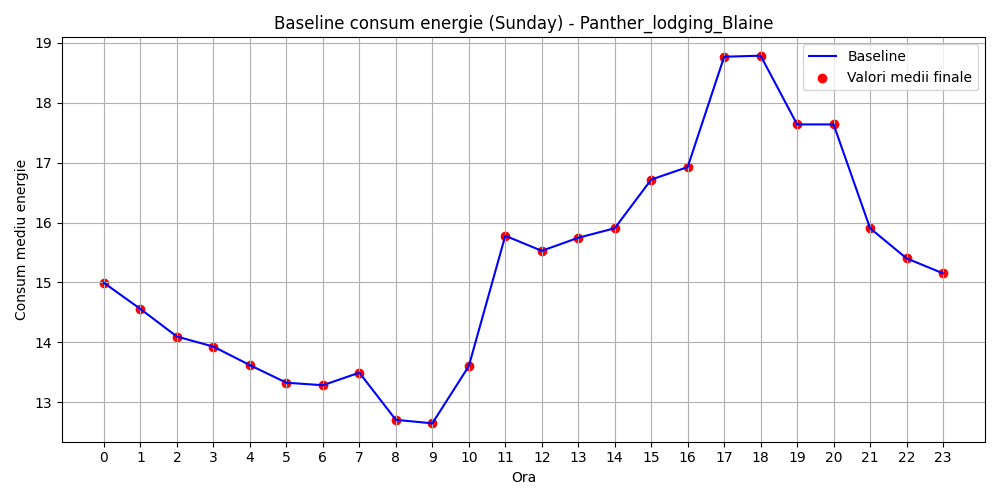 Baseline consum energie (Sunday) - Panther_lodging_Blaine
Baseline
Valori medii finale
Consum mediu energie
19
18
17
16
15
14
13
0 1 2 3 4 5 6 7 8 9 10 11 12 13 14 15 16 17 18 19 20 21 22 23
Ora